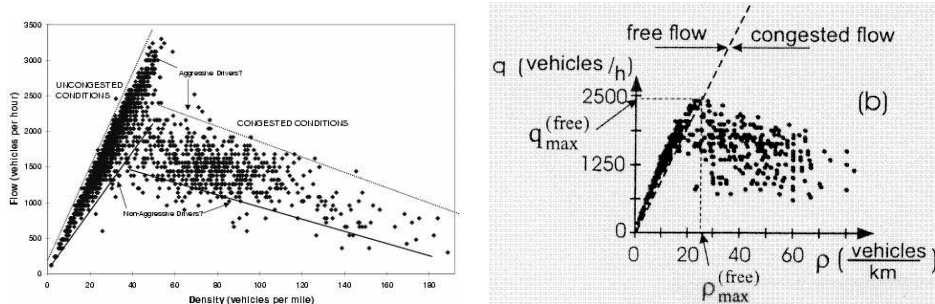 3500
3000
2500
2000
1500
1000
500
0
Flow (vehicles per hour)
UNCONGESTED
CONDITIONS
Aggressive Drivers?
CONGESTED CONDITIONS
Non-Aggressive Drivers?
0 20 40 60 80 100 120 140 160 180
Density (vehicles per mile)
free flow congested flow
q (vehicles/h)
(b)
2500
q(free)max
1250
0
0 20 40 60 ρ (vehicles/km)
ρ(free)max